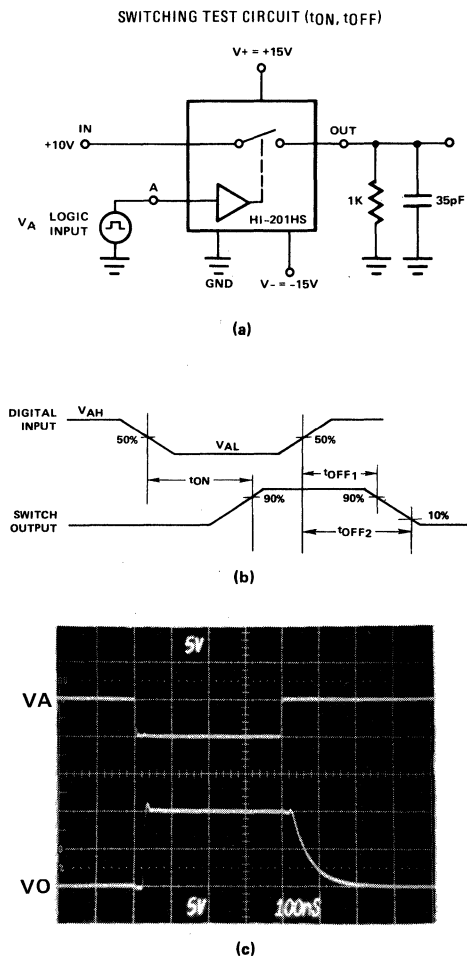 SWITCHING TEST CIRCUIT (tON, tOFF)
V+ = +15V
IN
+10V
OUT
A
VA
LOGIC
INPUT
HI-201HS
1K
35pF
GND
V- = -15V
(a)
DIGITAL
INPUT
VAH
50%
VAL
50%
tON
tOFF1
90%
90%
SWITCH
OUTPUT
tOFF2
10%
(b)
5V
VA
VO
5V
100nS
(c)